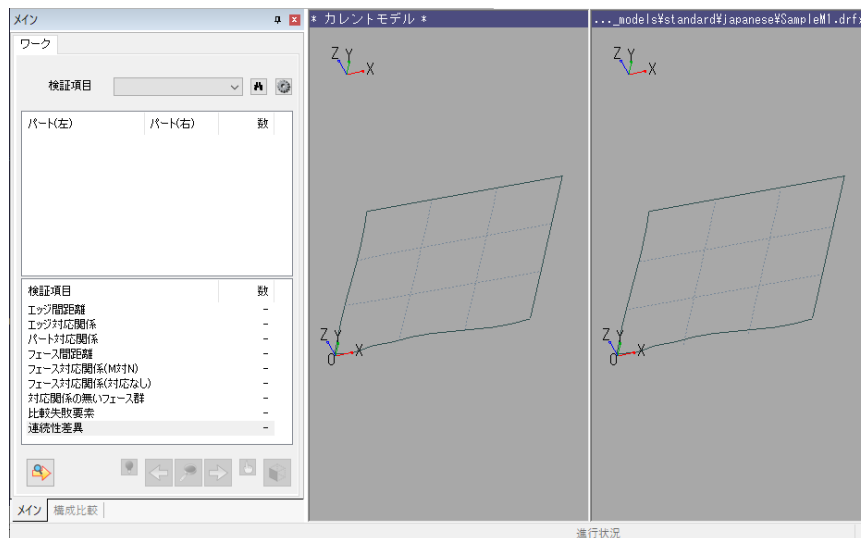 メイン
ワーク
検証項目
パート(左) パート(右) 数
検証項目 数
エッジ間距離 -
エッジ対応関係 -
パート対応関係 -
フェース間距離 -
フェース対応関係(M対N) -
フェース対応関係(対応なし) -
対応関係の無いフェース群 -
比較失敗要素 -
連続性差異 -
メイン 構成比較
* カレントモデル *
Z Y X
Z Y X
O
..._models¥standard¥japanese¥SampleM1.drfx
Z Y X
Z Y X
O
進行状況